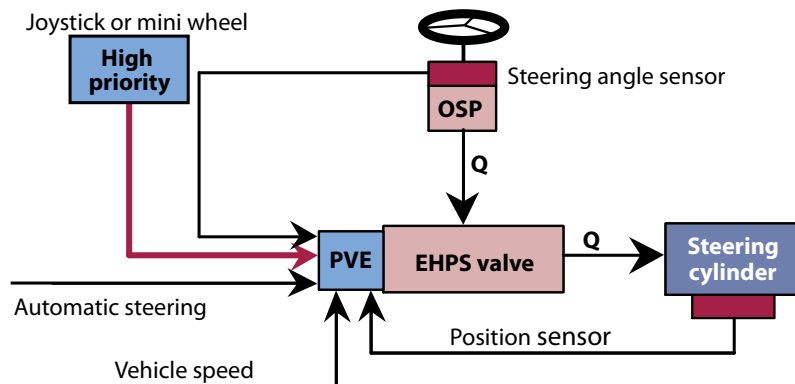 Joystick or mini wheel
High
priority
Steering angle sensor
OSP
Q
PVE
EHPS valve
Q
Steering
cylinder
Automatic steering
Position sensor
Vehicle speed